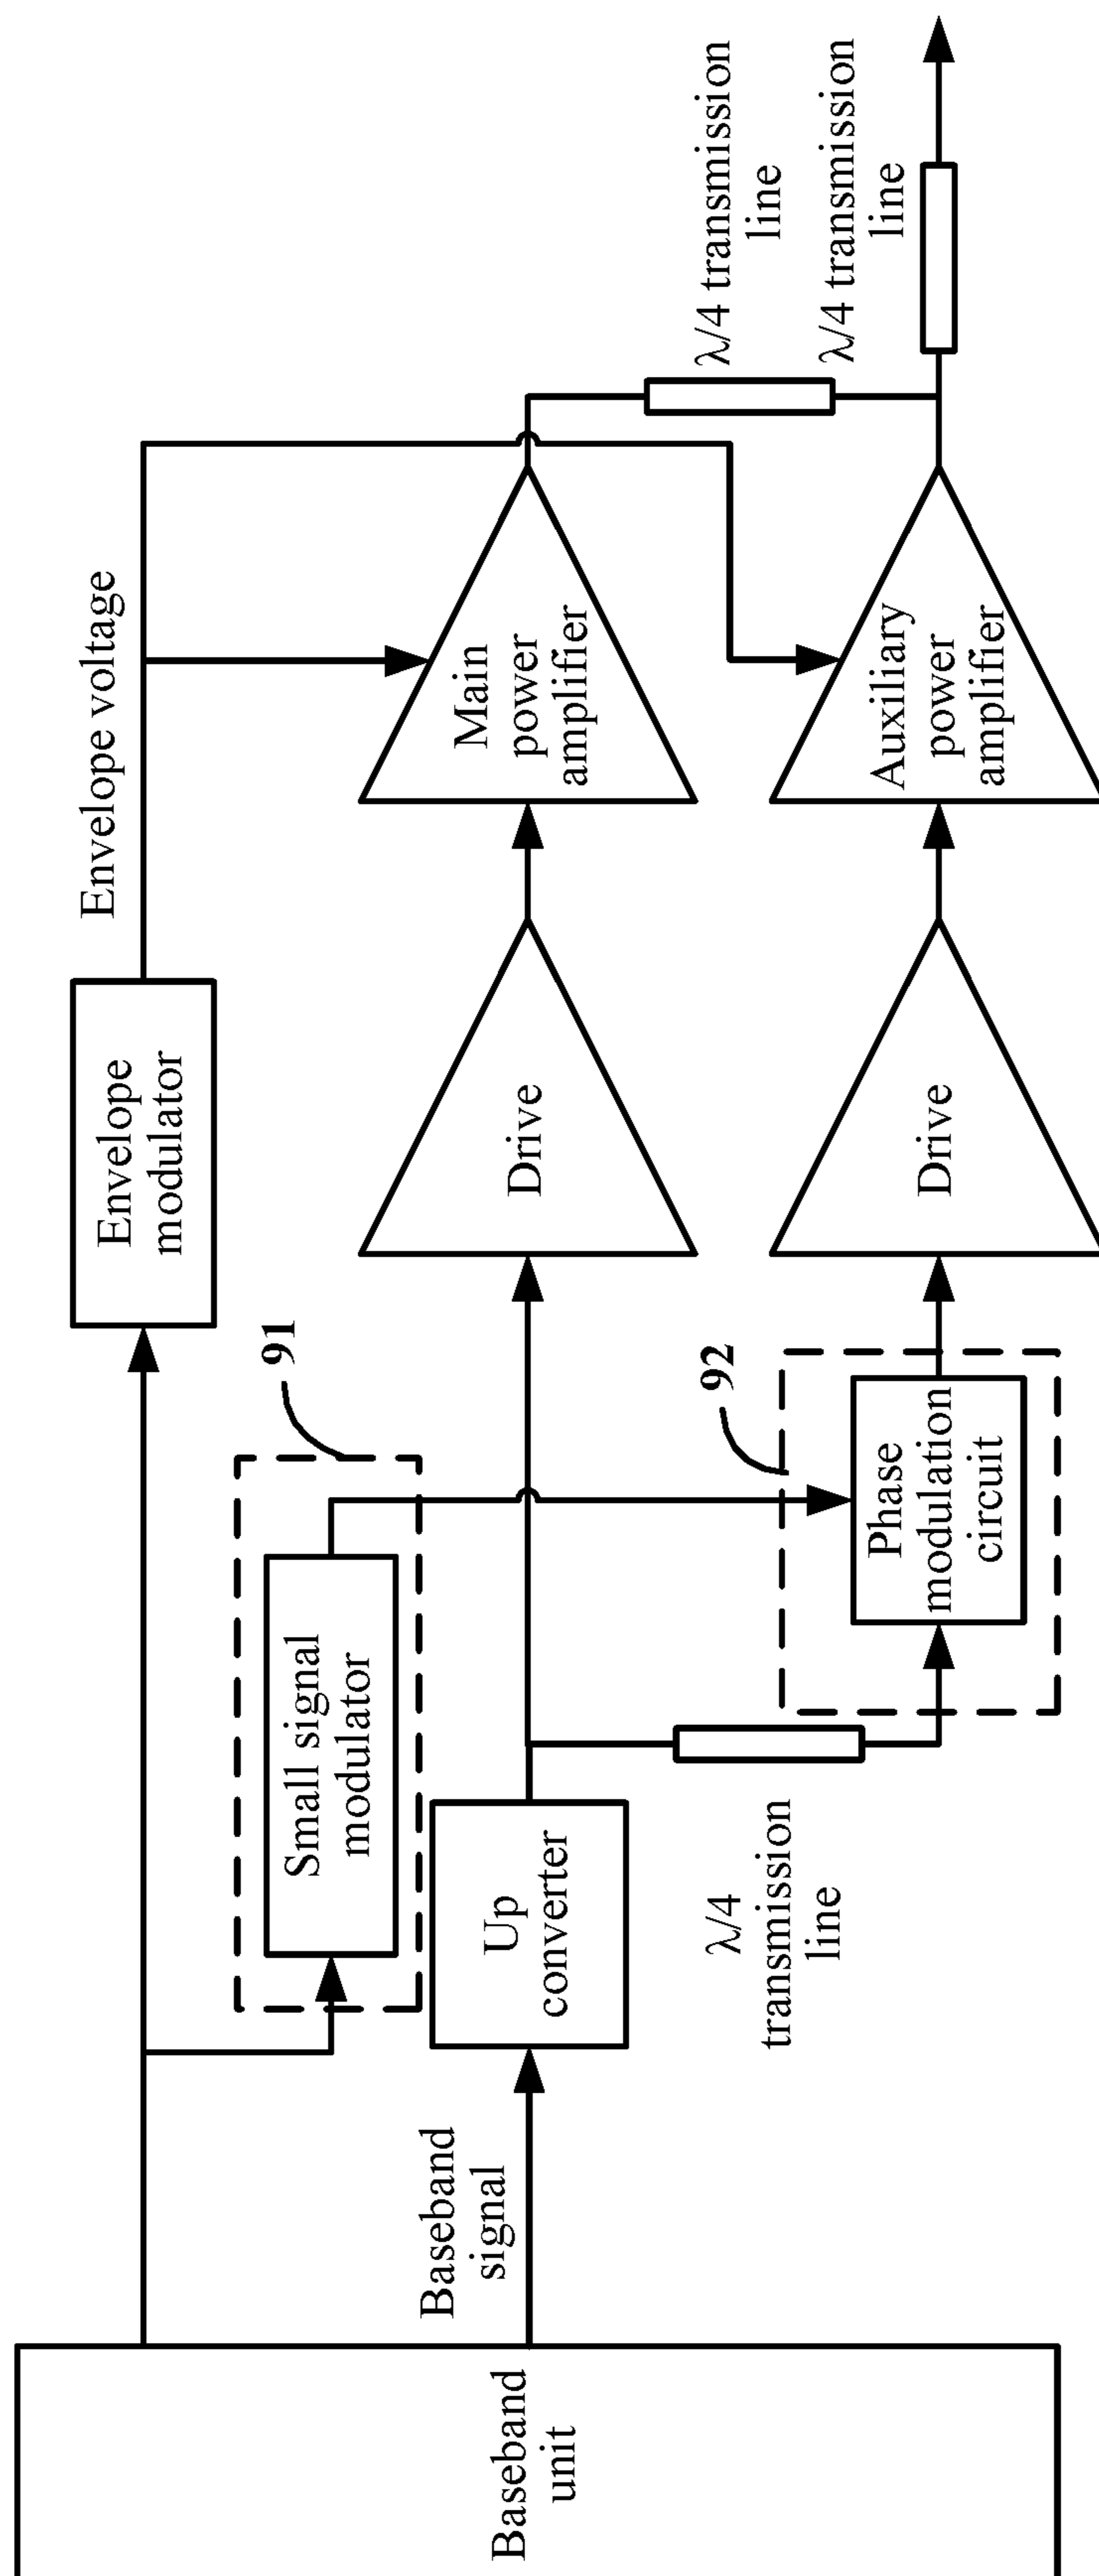 Baseband
unit
Baseband
signal
Up
converter
Small signal
modulator
91
λ/4
transmission
line
Phase
modulation
circuit
92
Envelope
modulator
Envelope voltage
Drive
Drive
Main
power
amplifier
Auxiliary
power
amplifier
λ/4 transmission
line
λ/4 transmission
line